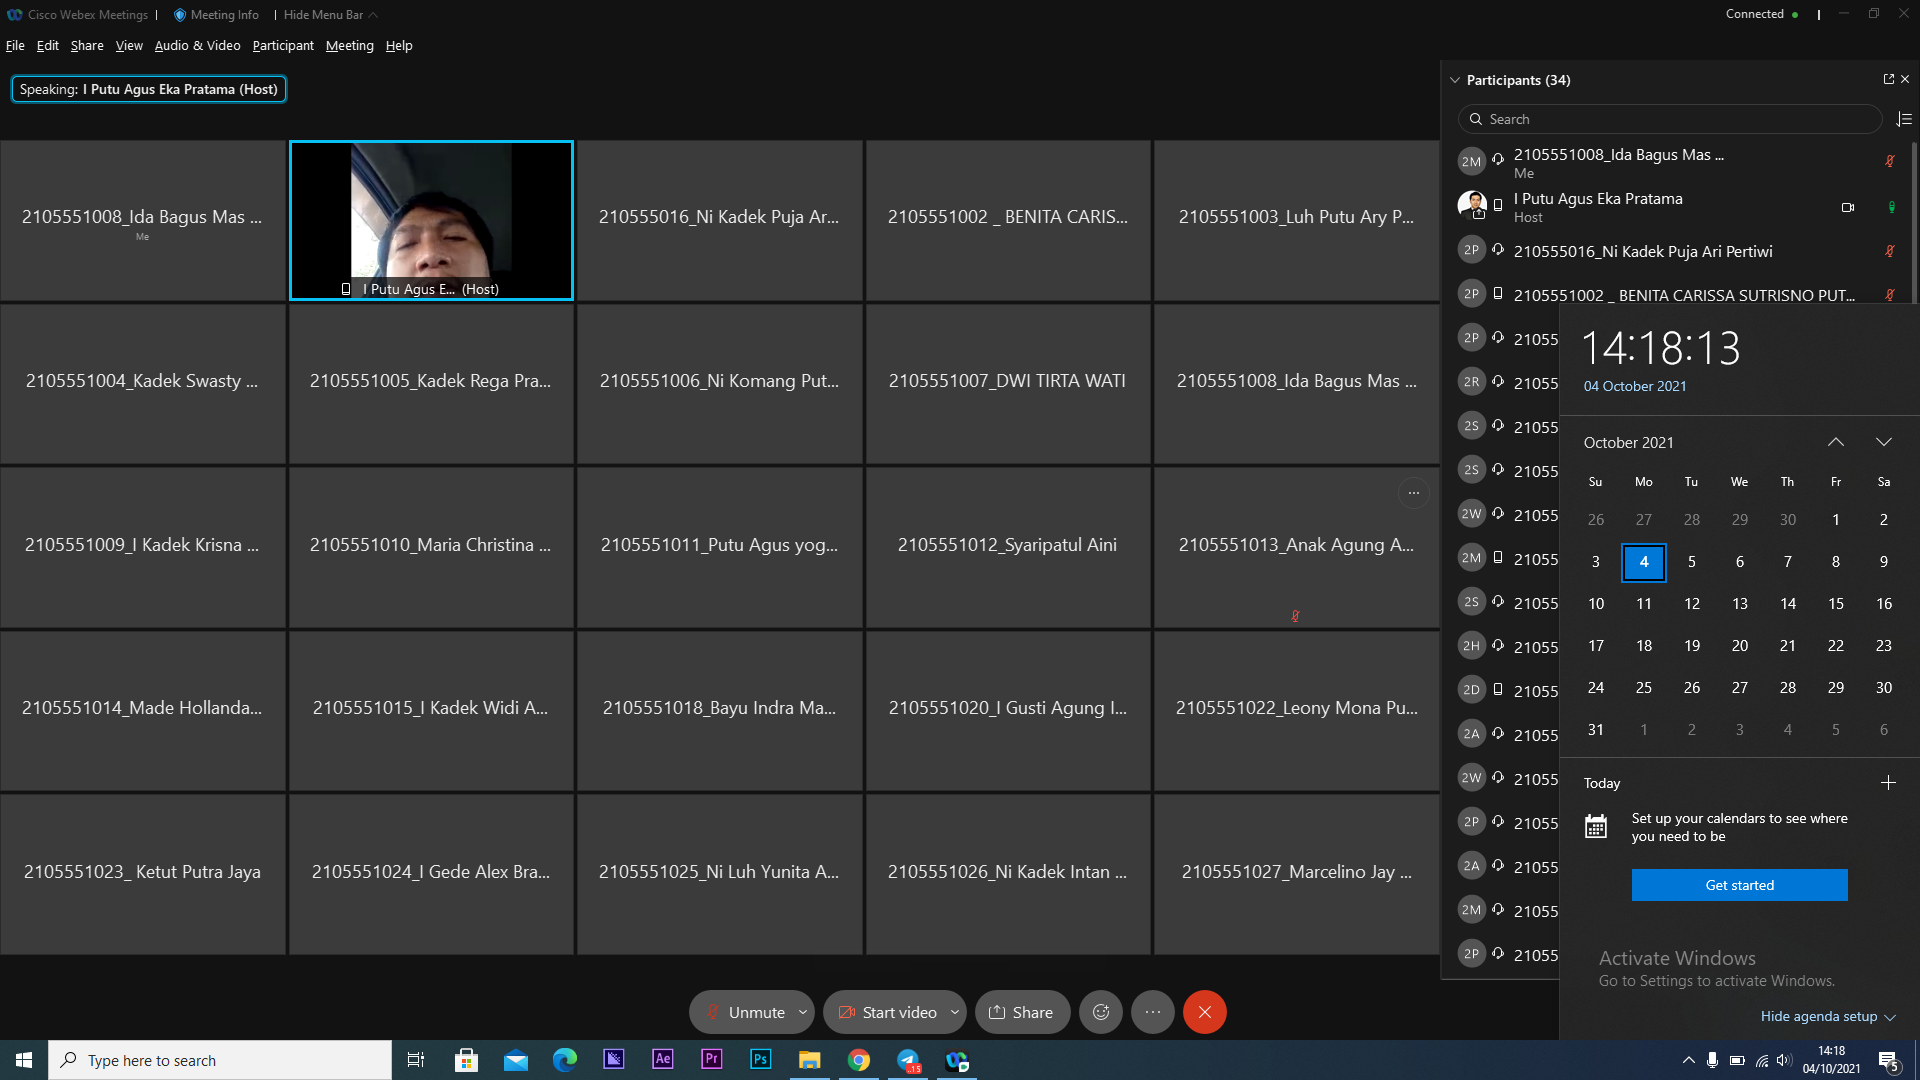 Cisco Webex Meetings | Meeting Info | Hide Menu Bar
Connected
File Edit Share View Audio & Video Participant Meeting Help
Speaking: I Putu Agus Eka Pratama (Host)
2105551008_Ida Bagus Mas ...
Me
I Putu Agus E... (Host)
210555016_Ni Kadek Puja Ar...
2105551002 _ BENITA CARIS...
2105551003_Luh Putu Ary P...
2105551004_Kadek Swasty ...
2105551005_Kadek Rega Pra...
2105551006_Ni Komang Put...
2105551007_DWI TIRTA WATI
2105551008_Ida Bagus Mas ...
2105551009_I Kadek Krisna ...
2105551010_Maria Christina ...
2105551011_Putu Agus yog...
2105551012_Syaripatul Aini
2105551013_Anak Agung A...
2105551014_Made Hollanda...
2105551015_I Kadek Widi A...
2105551018_Bayu Indra Ma...
2105551020_I Gusti Agung I...
2105551022_Leony Mona Pu...
2105551023_ Ketut Putra Jaya
2105551024_I Gede Alex Bra...
2105551025_Ni Luh Yunita A...
2105551026_Ni Kadek Intan ...
2105551027_Marcelino Jay ...
Unmute
Start video
Share
Participants (34)
Search
2M 2105551008_Ida Bagus Mas ...
Me
I Putu Agus Eka Pratama
Host
2P 210555016_Ni Kadek Puja Ari Pertiwi
2P 2105551002 _ BENITA CARISSA SUTRISNO PUT...
2P 21055
2R 21055
2S 21055
2S 21055
2W 21055
2M 21055
2S 21055
2H 21055
2D 21055
2A 21055
2W 21055
2P 21055
2A 21055
2M 21055
2P 21055
14:18:13
04 October 2021
October 2021
Su Mo Tu We Th Fr Sa
26 27 28 29 30 1 2
3 4 5 6 7 8 9
10 11 12 13 14 15 16
17 18 19 20 21 22 23
24 25 26 27 28 29 30
31 1 2 3 4 5 6
Today
Set up your calendars to see where
you need to be
Get started
Activate Windows
Go to Settings to activate Windows.
Hide agenda setup
Type here to search
Ae
Pr
Ps
.15
14:18
04/10/2021
5